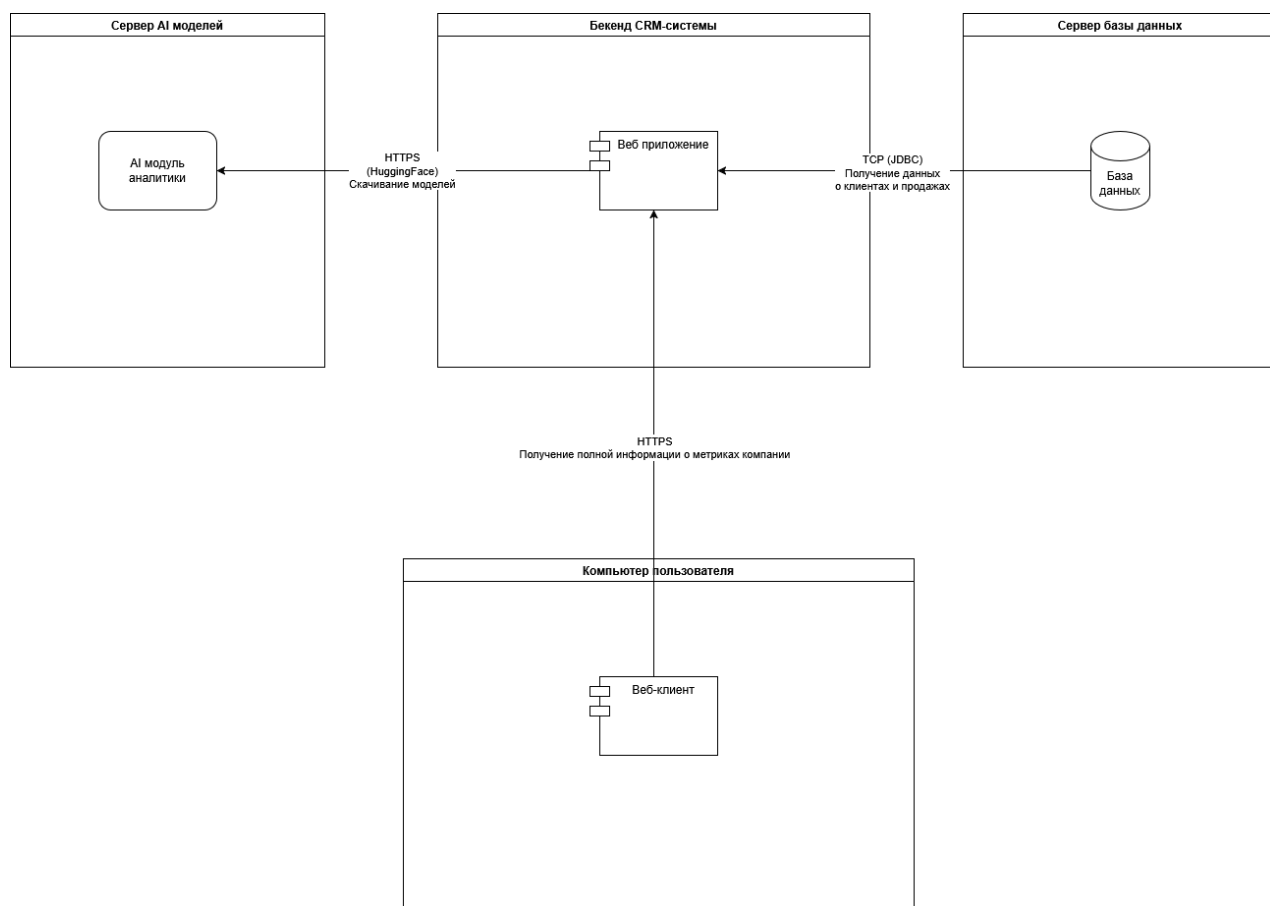 Сервер AI моделей
Бекенд CRM-системы
Сервер базы данных
AI модуль
аналитики
HTTPS
(HuggingFace)
Скачивание моделей
Веб приложение
TCP (JDBC)
Получение данных
о клиентах и продажах
База
данных
HTTPS
Получение полной информации о метриках компании
Компьютер пользователя
Веб-клиент